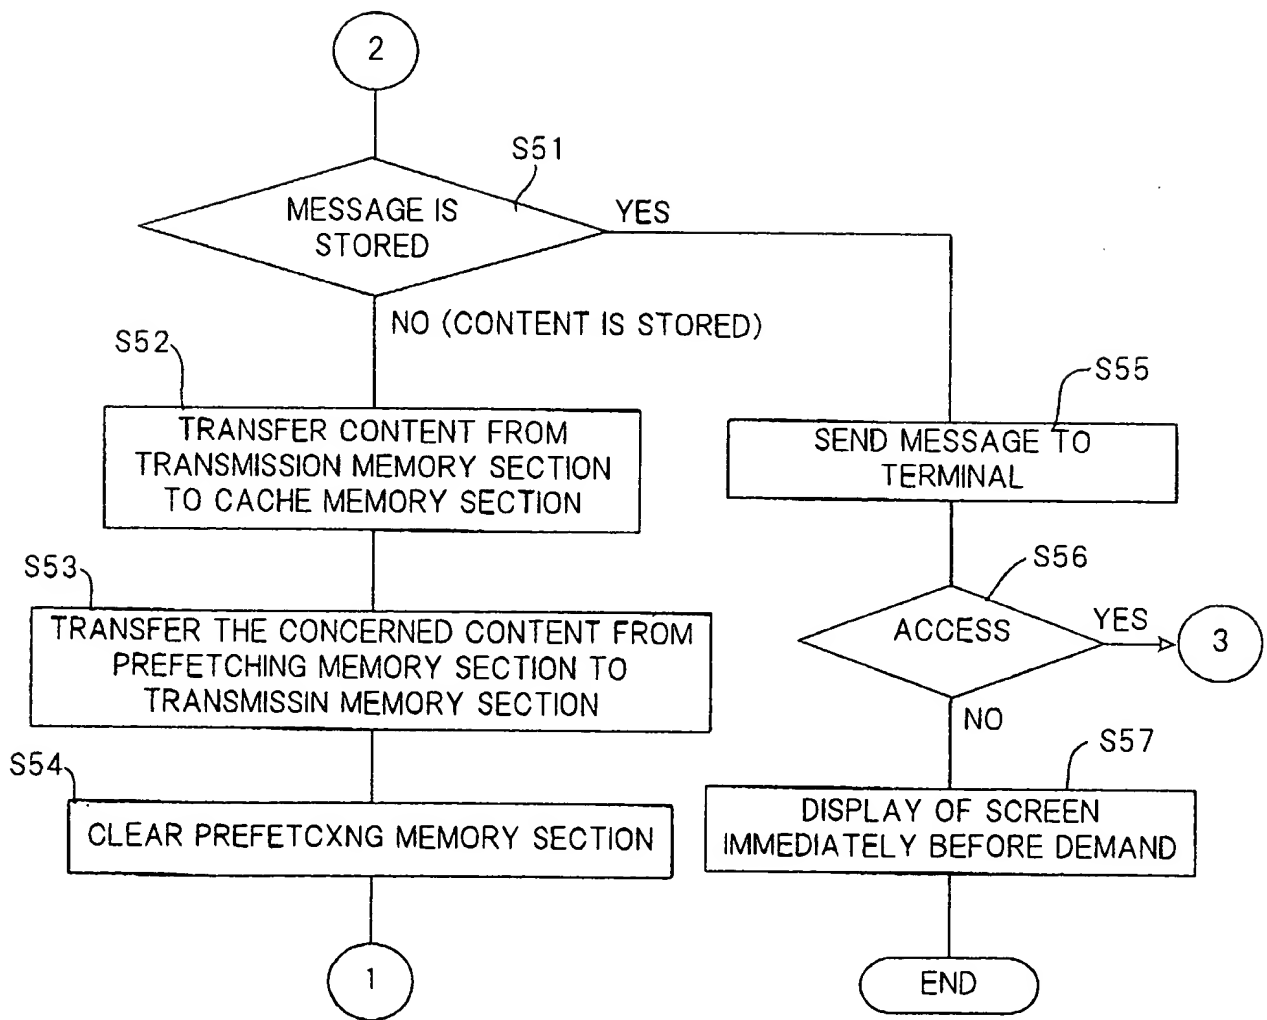 2
S51
MESSAGE IS
STORED
YES
NO (CONTENT IS STORED)
S52
TRANSFER CONTENT FROM
TRANSMISSION MEMORY SECTION
TO CACHE MEMORY SECTION
S55
SEND MESSAGE TO
TERMINAL
S53
TRANSFER THE CONCERNED CONTENT FROM
PREFETCHING MEMORY SECTION TO
TRANSMISSIN MEMORY SECTION
S56
ACCESS
YES
3
NO
S54
CLEAR PREFETCXNG MEMORY SECTION
S57
DISPLAY OF SCREEN
IMMEDIATELY BEFORE DEMAND
1
END